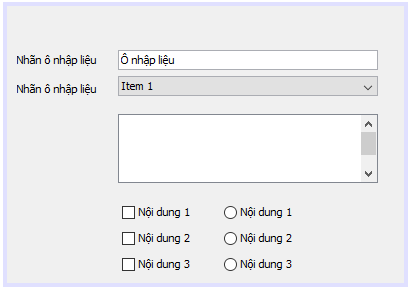 Nhãn ô nhập liệu Ô nhập liệu
Nhãn ô nhập liệu Item 1
Nội dung 1 Nội dung 1
Nội dung 2 Nội dung 2
Nội dung 3 Nội dung 3